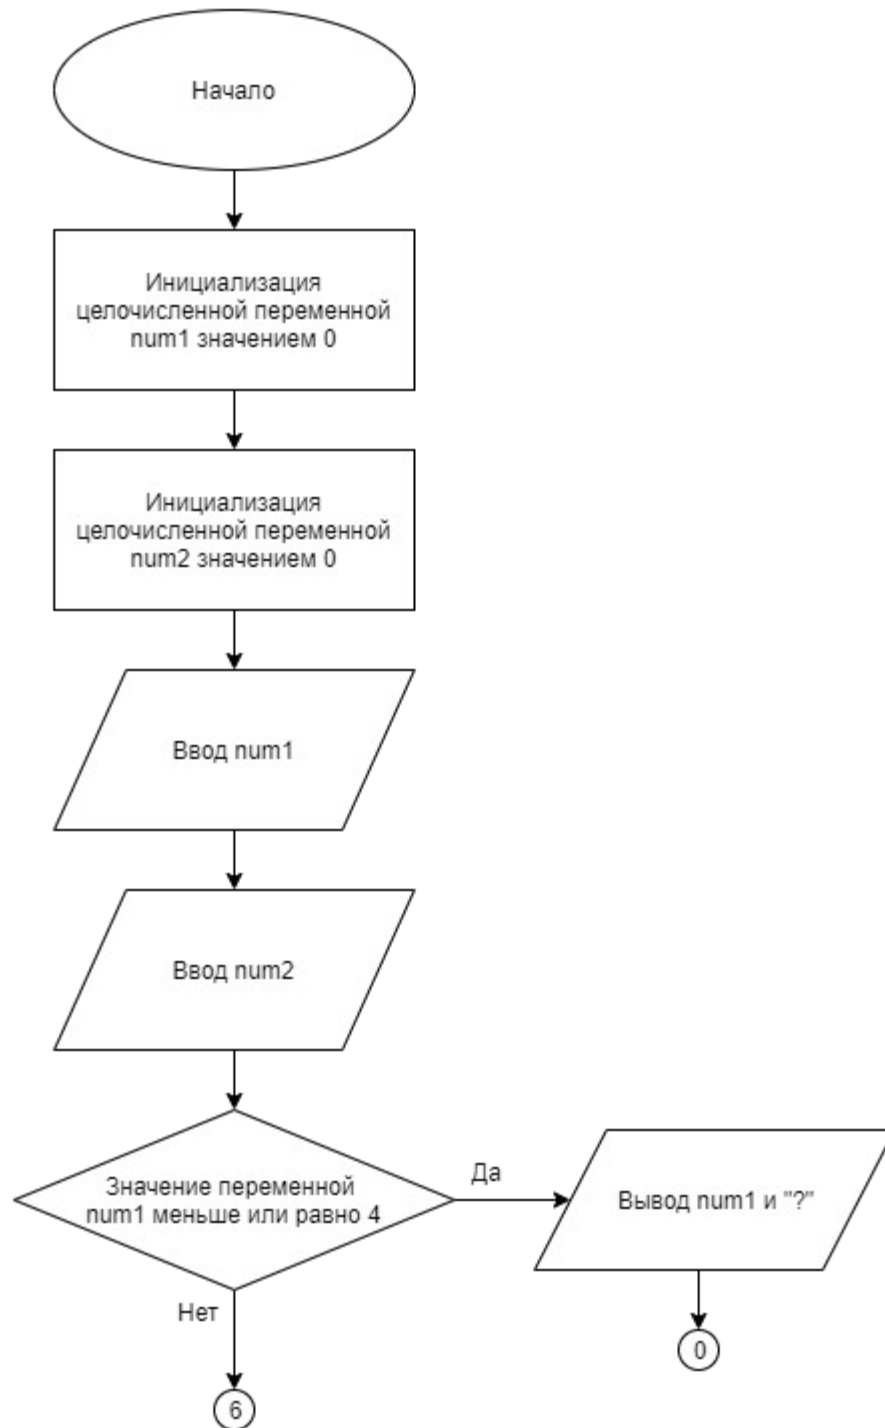 Начало
Инициализация
целочисленной переменной
num1 значением 0
Инициализация
целочисленной переменной
num2 значением 0
Ввод num1
Ввод num2
Значение переменной
num1 меньше или равно 4
Да
Вывод num1 и "?"
Нет
0
6